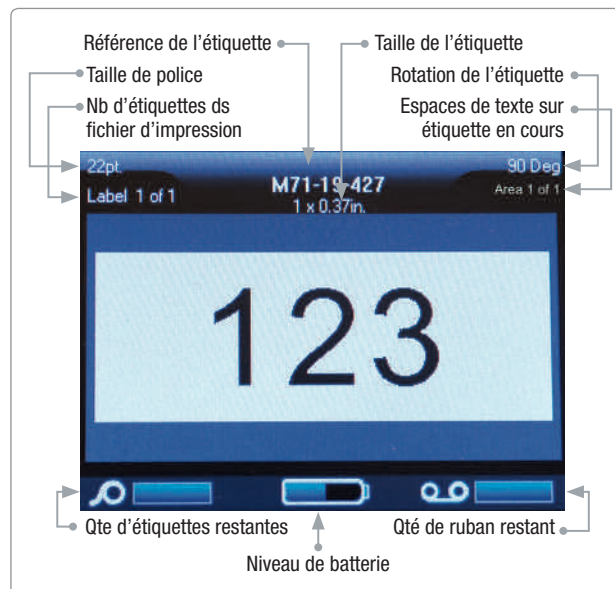 Référence de l'étiquette
Taille de l'étiquette
Taille de police
Rotation de l'étiquette
Nb d'étiquettes ds
fichier d'impression
Espaces de texte sur
étiquette en cours
22pt.
90 Deg
M71-19-427
Label 1 of 1
Area 1 of 1
1 x 0.37in.
123
Qte d'étiquettes restantes
Qté de ruban restant
Niveau de batterie